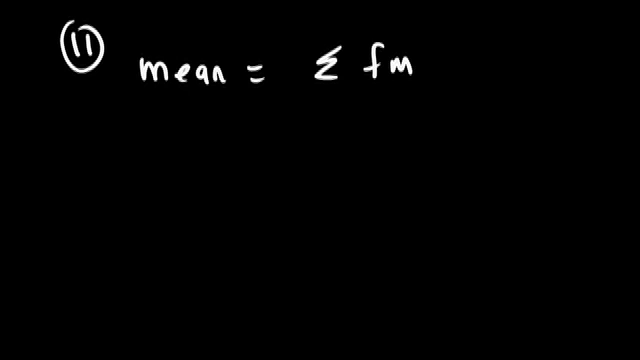 11 mean = Σ fm